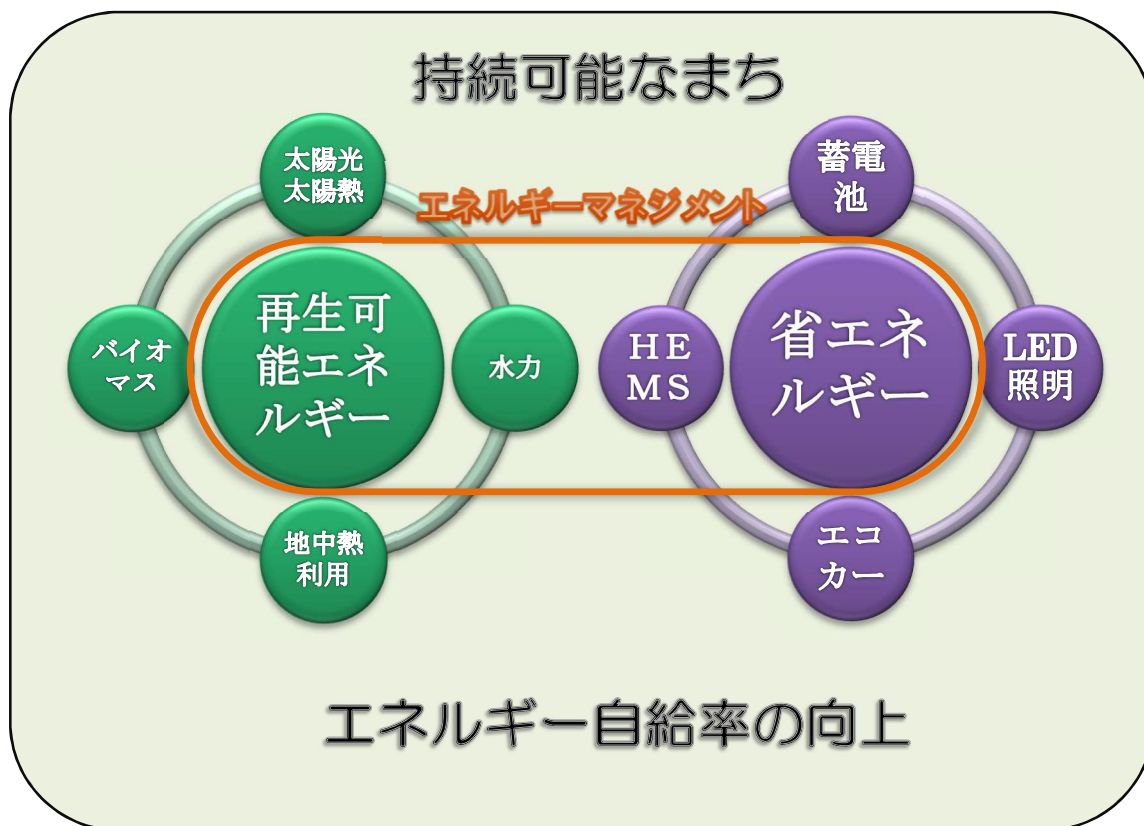 持続可能なまち
太陽光
太陽熱
蓄電
池
エネルギーマネジメント
再生可
能エネ
ルギー
省エネ
ルギー
バイオ
マス
水力
ＨＥ
ＭＳ
LED
照明
地中熱
利用
エコ
カー
エネルギー自給率の向上